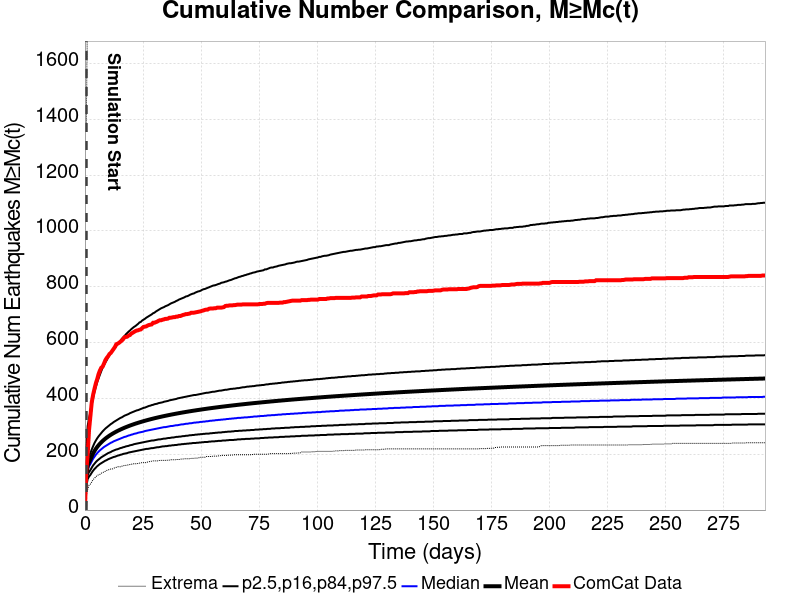 Cumulative Number Comparison, M≥Mc(t)
Cumulative Num Earthquakes M≥Mc(t)
1600
1400
1200
1000
800
600
400
200
0
Simulation Start
0 25 50 75 100 125 150 175 200 225 250 275
Time (days)
Extrema p2.5,p16,p84,p97.5 Median Mean ComCat Data